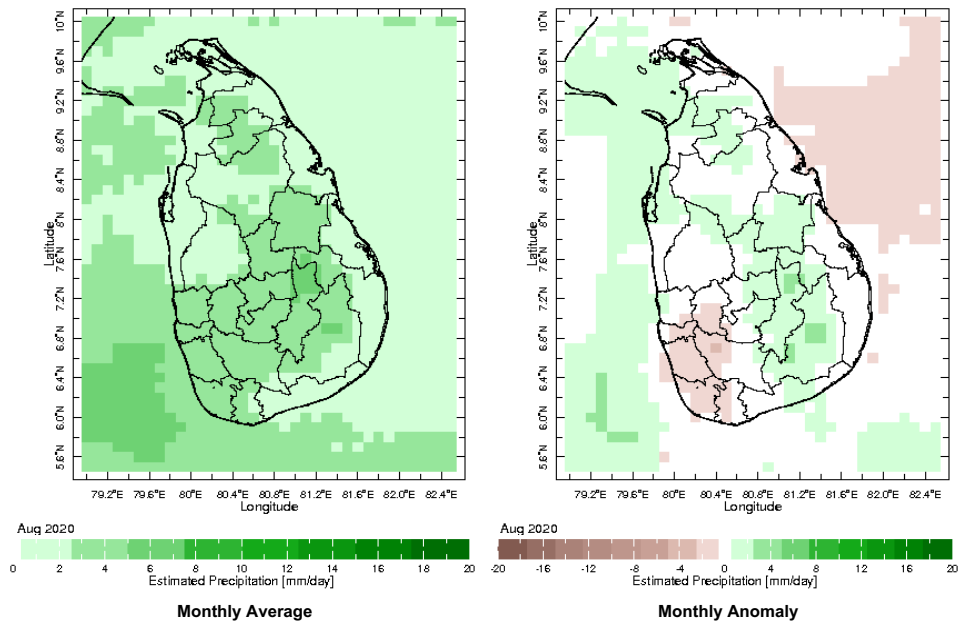 10°N
9.6°N
9.2°N
8.8°N
8.4°N
8°N
7.6°N
7.2°N
6.8°N
6.4°N
6.0°N
5.6°N
Latitude
79.2°E 79.6°E 80°E 80.4°E 80.8°E 81.2°E 81.6°E 82.0°E 82.4°E
Longitude
Aug 2020
0 2 4 6 8 10 12 14 16 18 20
Estimated Precipitation [mm/day]
Monthly Average
10°N
9.6°N
9.2°N
8.8°N
8.4°N
8°N
7.6°N
7.2°N
6.8°N
6.4°N
6.0°N
5.6°N
Latitude
79.2°E 79.6°E 80°E 80.4°E 80.8°E 81.2°E 81.6°E 82.0°E 82.4°E
Longitude
Aug 2020
-20 -16 -12 -8 -4 0 4 8 12 16 20
Estimated Precipitation [mm/day]
Monthly Anomaly